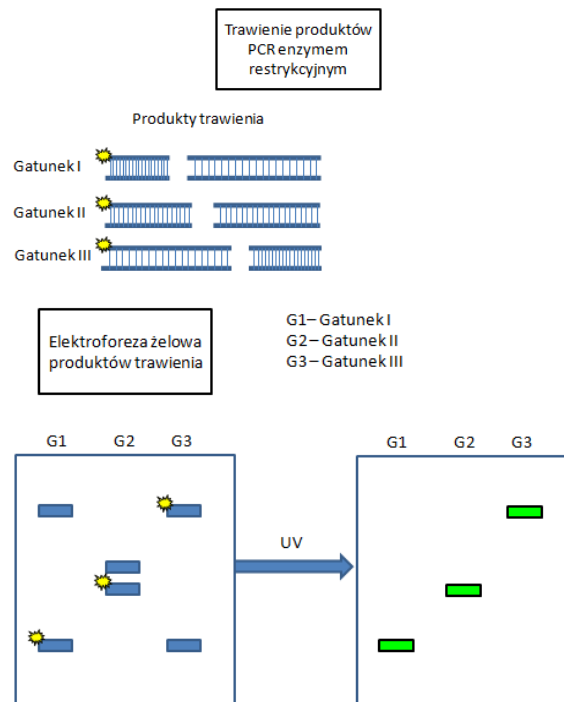 Trawienie produktów
PCR enzymem
restrykcyjnym
Produkty trawienia
Gatunek I
Gatunek II
Gatunek III
Elektroforeza żelowa
produktów trawienia
G1– Gatunek I
G2 – Gatunek II
G3 – Gatunek III
G1 G2 G3
UV
G1 G2 G3